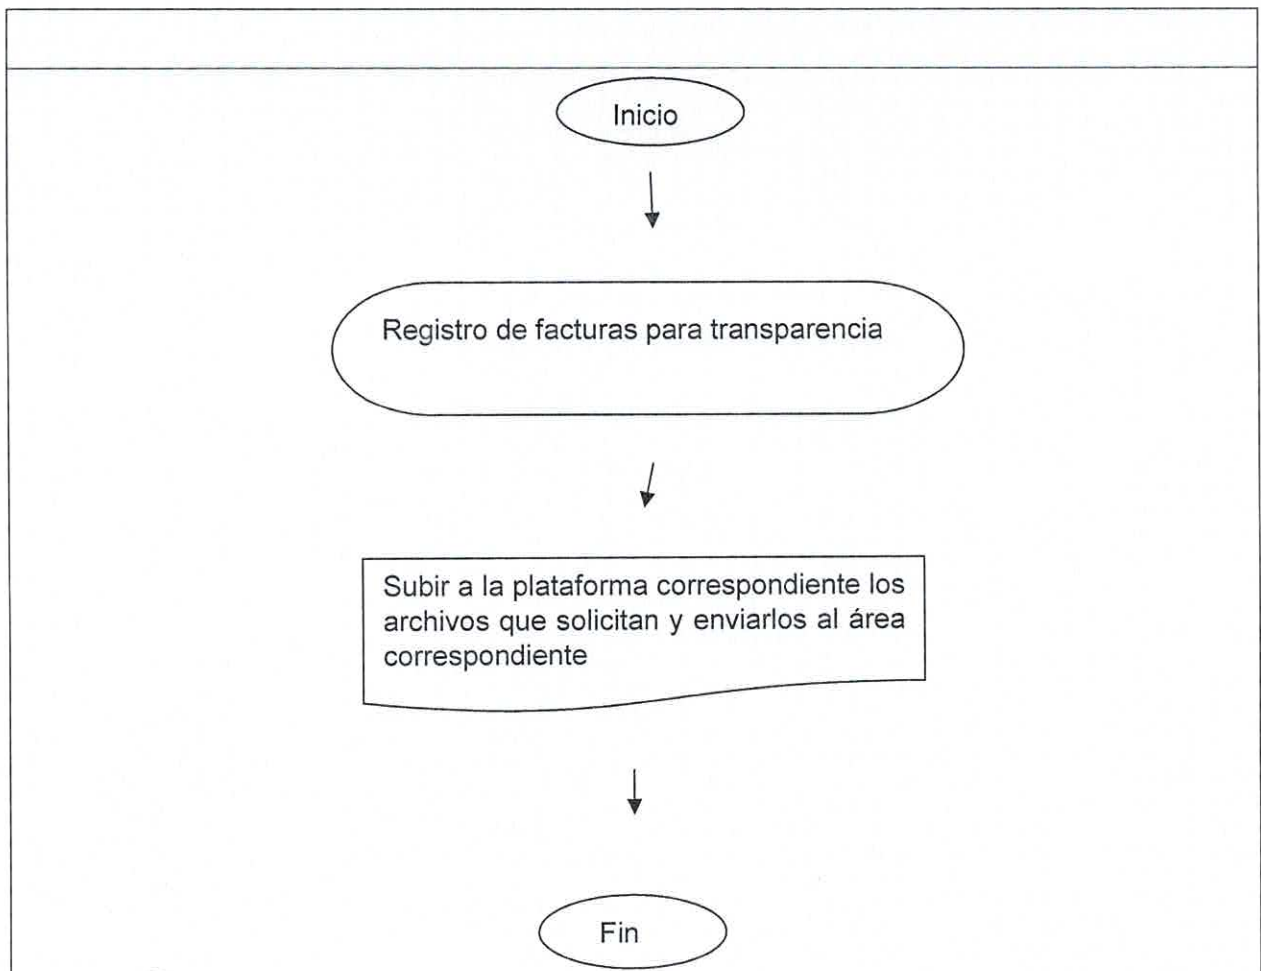 Inicio
Registro de facturas para transparencia
Subir a la plataforma correspondiente los
archivos que solicitan y enviarlos al área
correspondiente
Fin